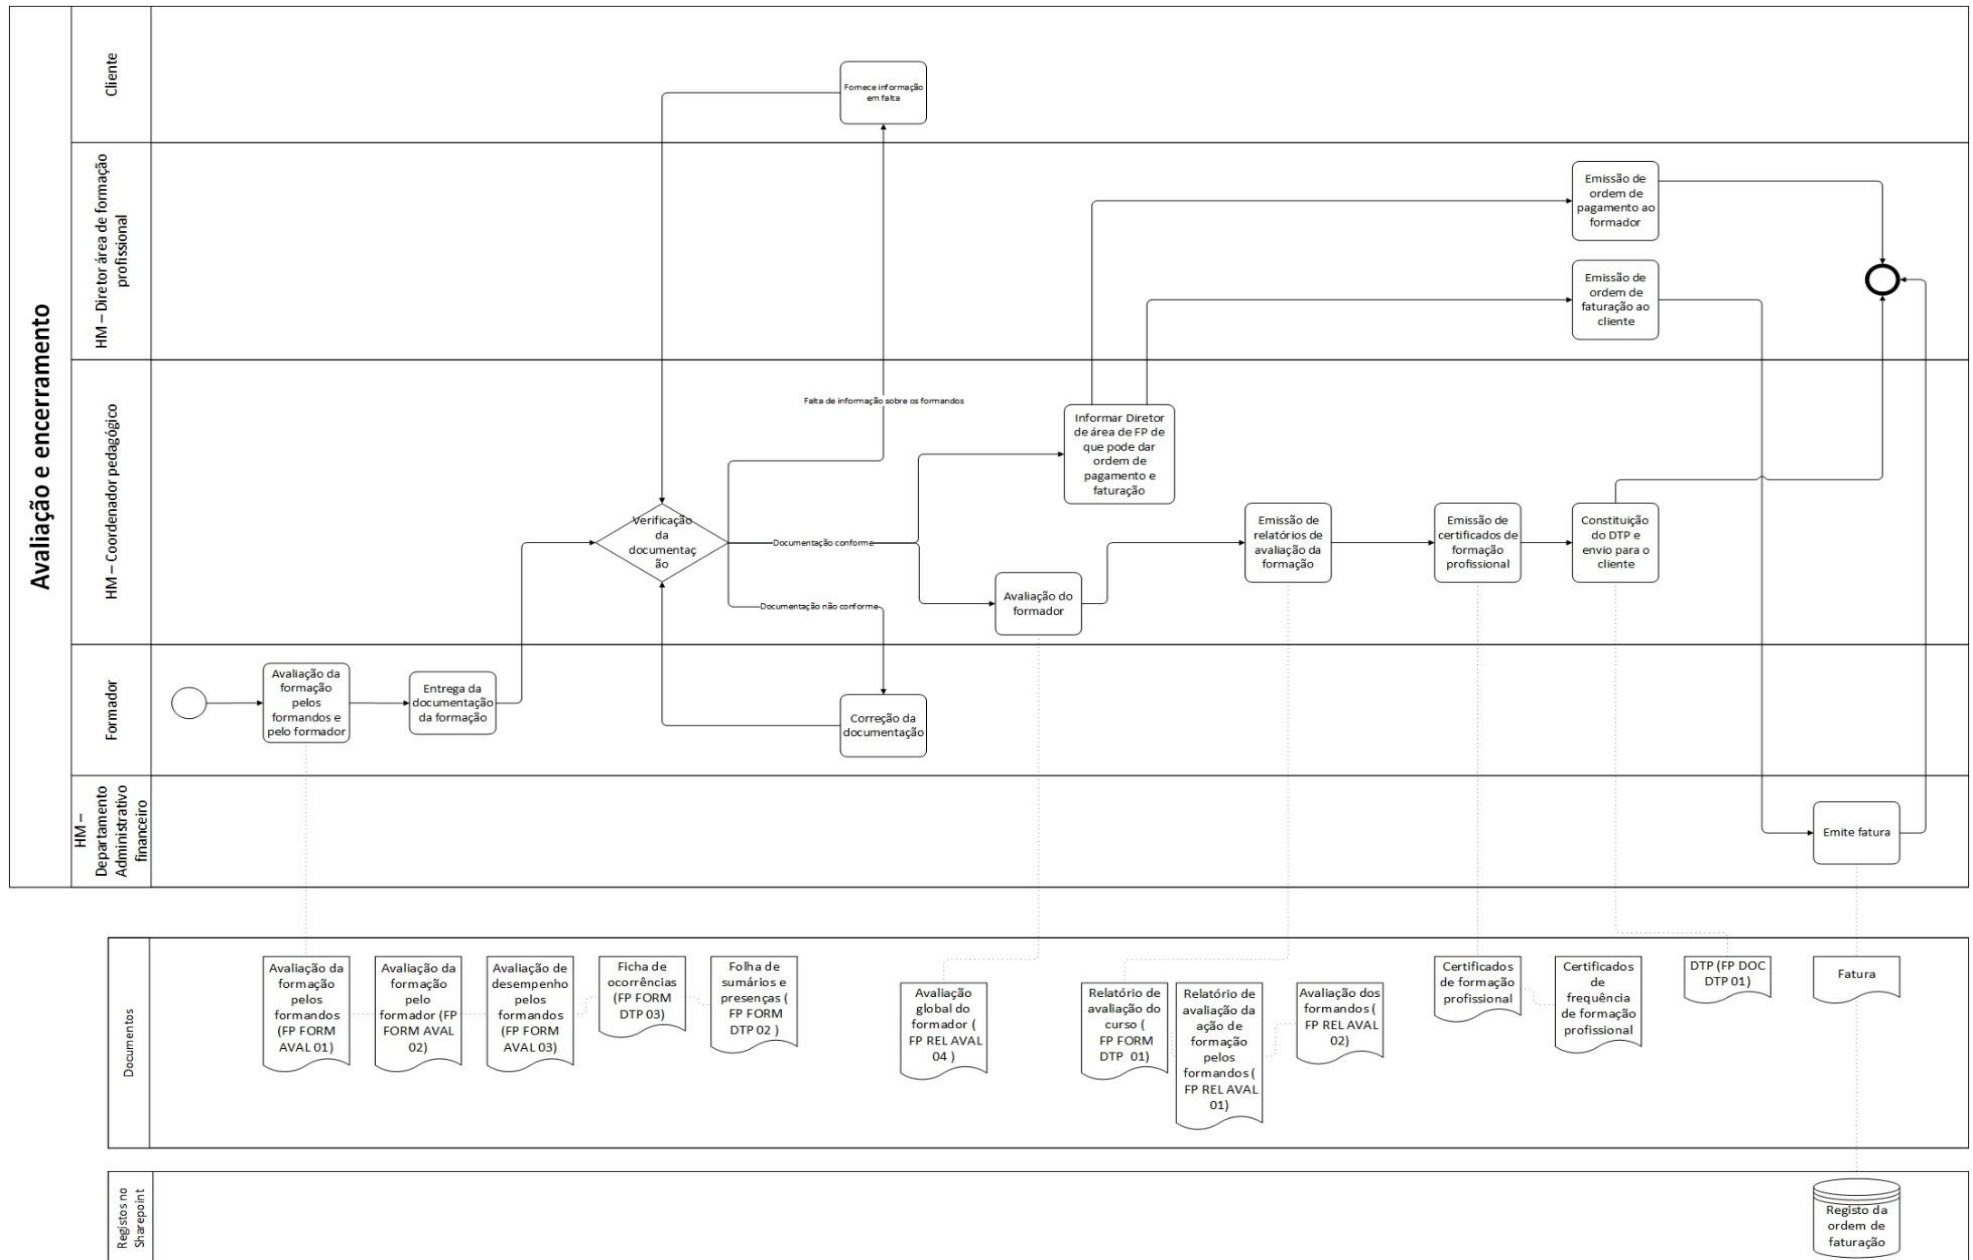 Avaliação e encerramento
Cliente
Fornece informação
em falta
HM – Diretor área de formação
profissional
Emissão de
ordem de
pagamento ao
formador
Emissão de
ordem de
faturação ao
cliente
HM – Coordenador pedagógico
Falta de informação sobre os formandos
Verificação
da
documentaç
ão
Documentação conforme
Documentação não conforme
Informar Diretor
de área de FP de
que pode dar
ordem de
pagamento e
faturação
Avaliação do
formador
Emissão de
relatórios de
avaliação da
formação
Emissão de
certificados de
formação
profissional
Constituição
do DTP e
envio para o
cliente
Formador
Avaliação da
formação
pelos
formandos e
pelo formador
Entrega da
documentação
da formação
Correção da
documentação
HM –
Departamento
Administrativo
financeiro
Emite fatura
Documentos
Avaliação da
formação
pelos
formandos
(FP FORM
AVAL 01)
Avaliação da
formação
pelo
formador (FP
FORM AVAL
02)
Avaliação de
desempenho
pelos
formandos
(FP FORM
AVAL 03)
Ficha de
ocorrências
(FP FORM
DTP 03)
Folha de
sumários e
presenças (
FP FORM
DTP 02 )
Avaliação
global do
formador (
FP REL AVAL
04 )
Relatório de
avaliação do
curso (
FP FORM
DTP 01)
Relatório de
avaliação da
ação de
formação
pelos
formandos (
FP REL AVAL
01)
Avaliação dos
formandos (
FP REL AVAL
02)
Certificados
de formação
profissional
Certificados
de
frequência
de formação
profissional
DTP (FP DOC
DTP 01)
Fatura
Registos no
Sharepoint
Registo da
ordem de
faturação